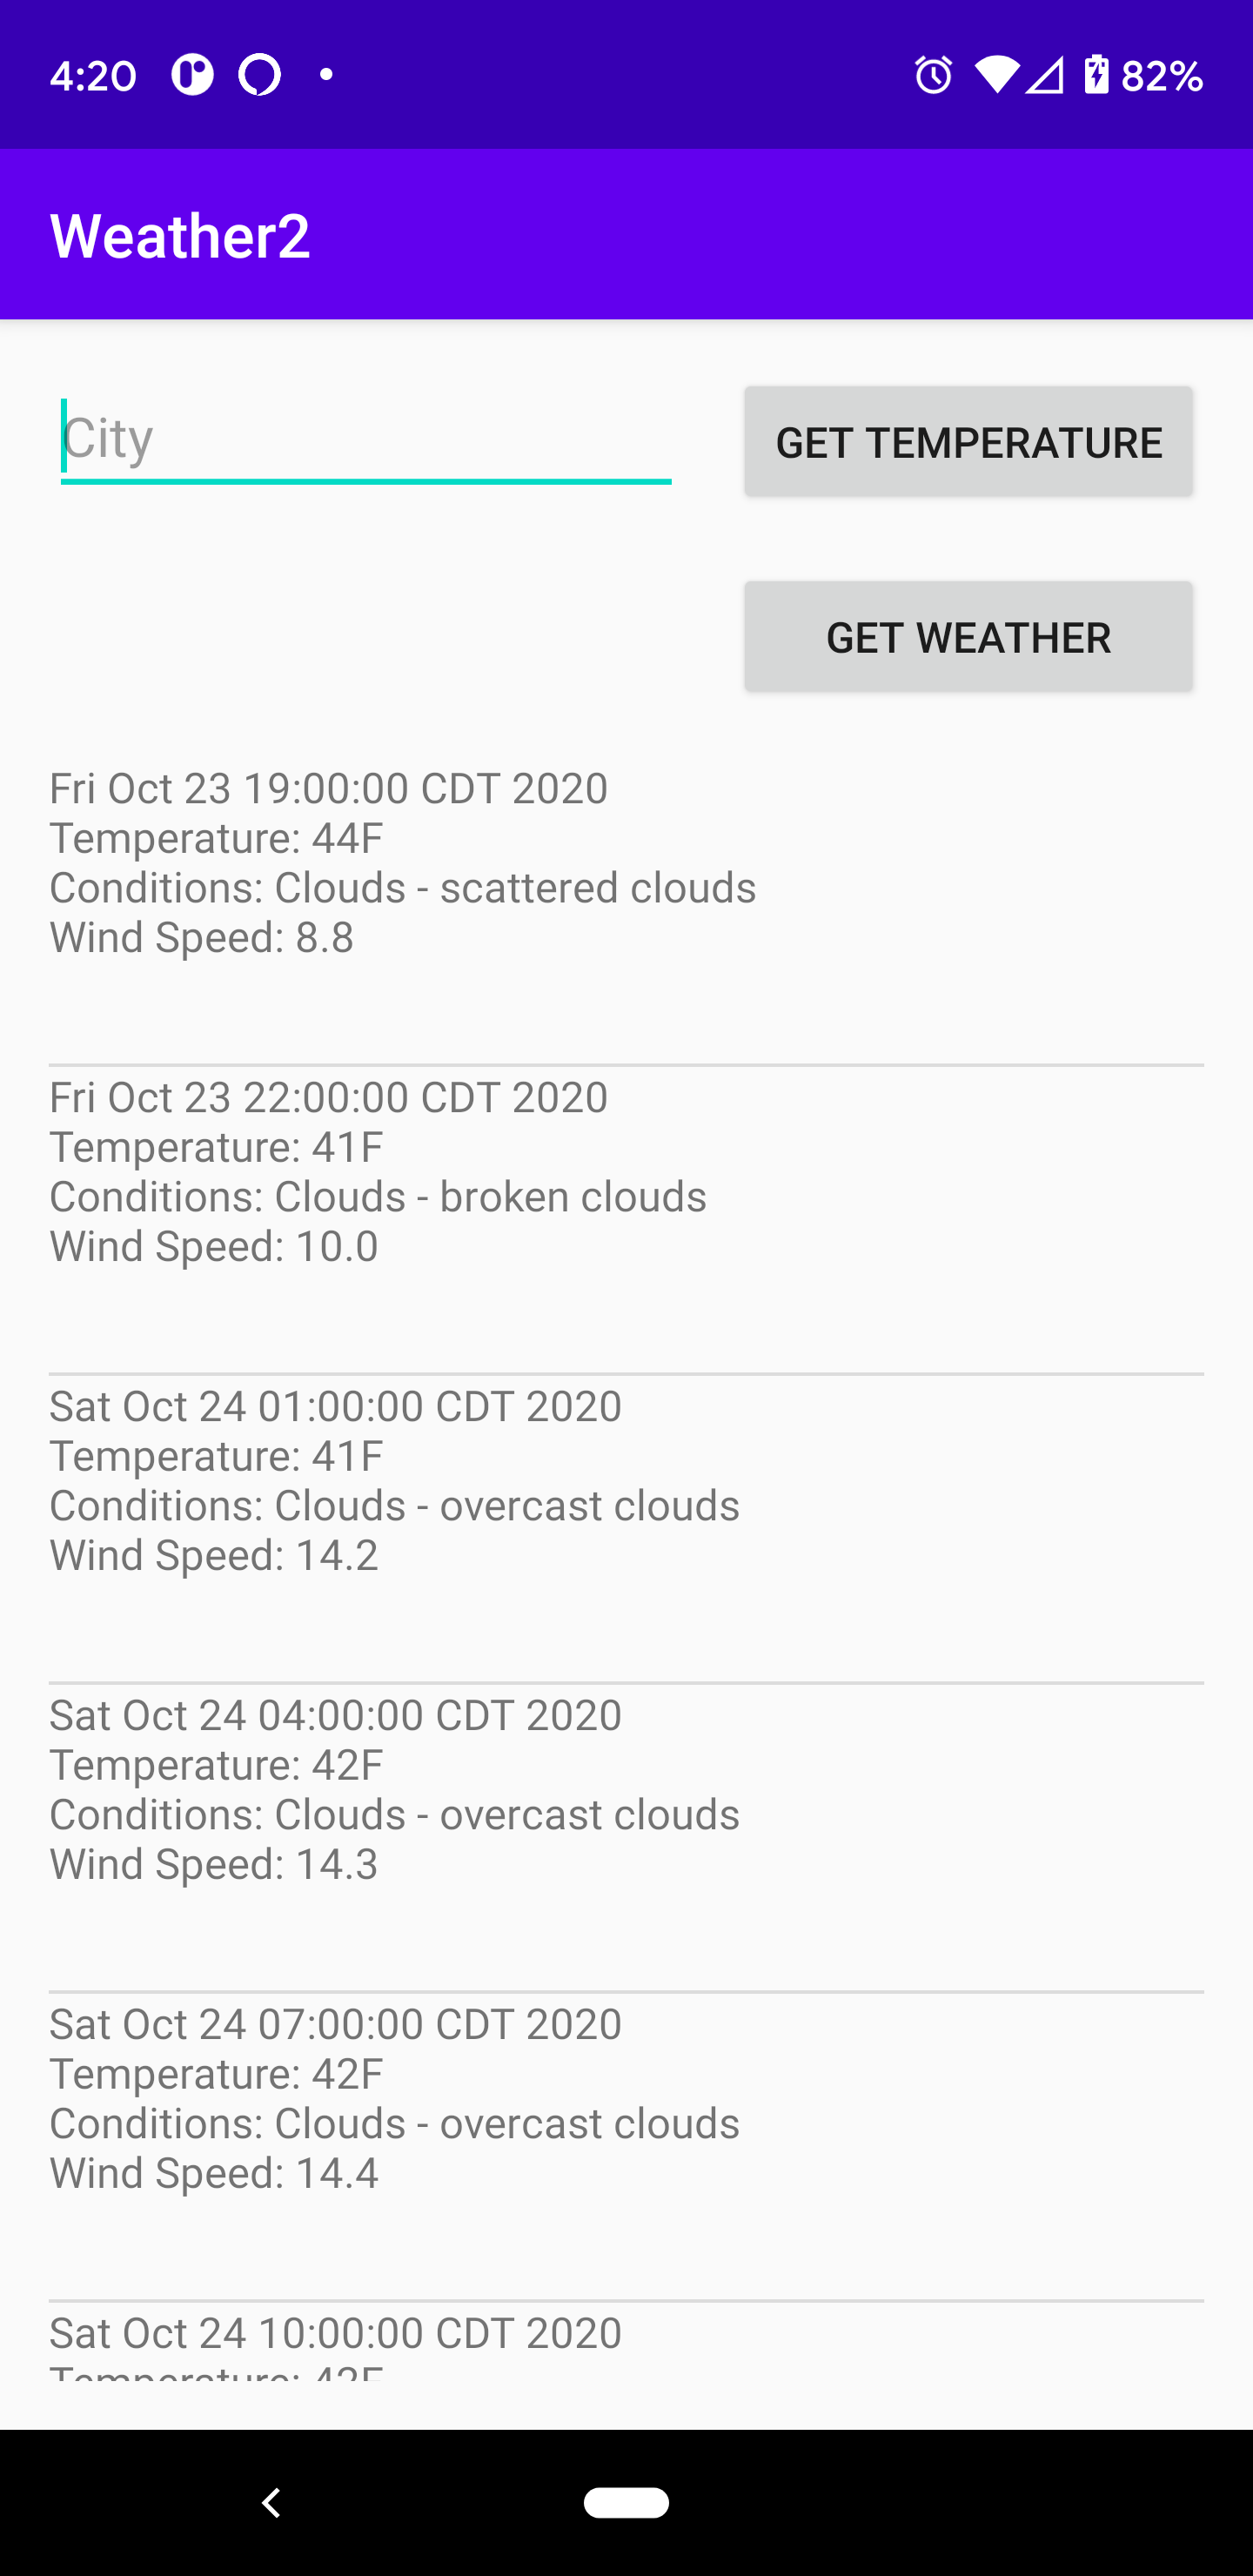 4:20 82%
Weather2
City
GET TEMPERATURE
GET WEATHER
Fri Oct 23 19:00:00 CDT 2020
Temperature: 44F
Conditions: Clouds - scattered clouds
Wind Speed: 8.8
Fri Oct 23 22:00:00 CDT 2020
Temperature: 41F
Conditions: Clouds - broken clouds
Wind Speed: 10.0
Sat Oct 24 01:00:00 CDT 2020
Temperature: 41F
Conditions: Clouds - overcast clouds
Wind Speed: 14.2
Sat Oct 24 04:00:00 CDT 2020
Temperature: 42F
Conditions: Clouds - overcast clouds
Wind Speed: 14.3
Sat Oct 24 07:00:00 CDT 2020
Temperature: 42F
Conditions: Clouds - overcast clouds
Wind Speed: 14.4
Sat Oct 24 10:00:00 CDT 2020
Temperature: